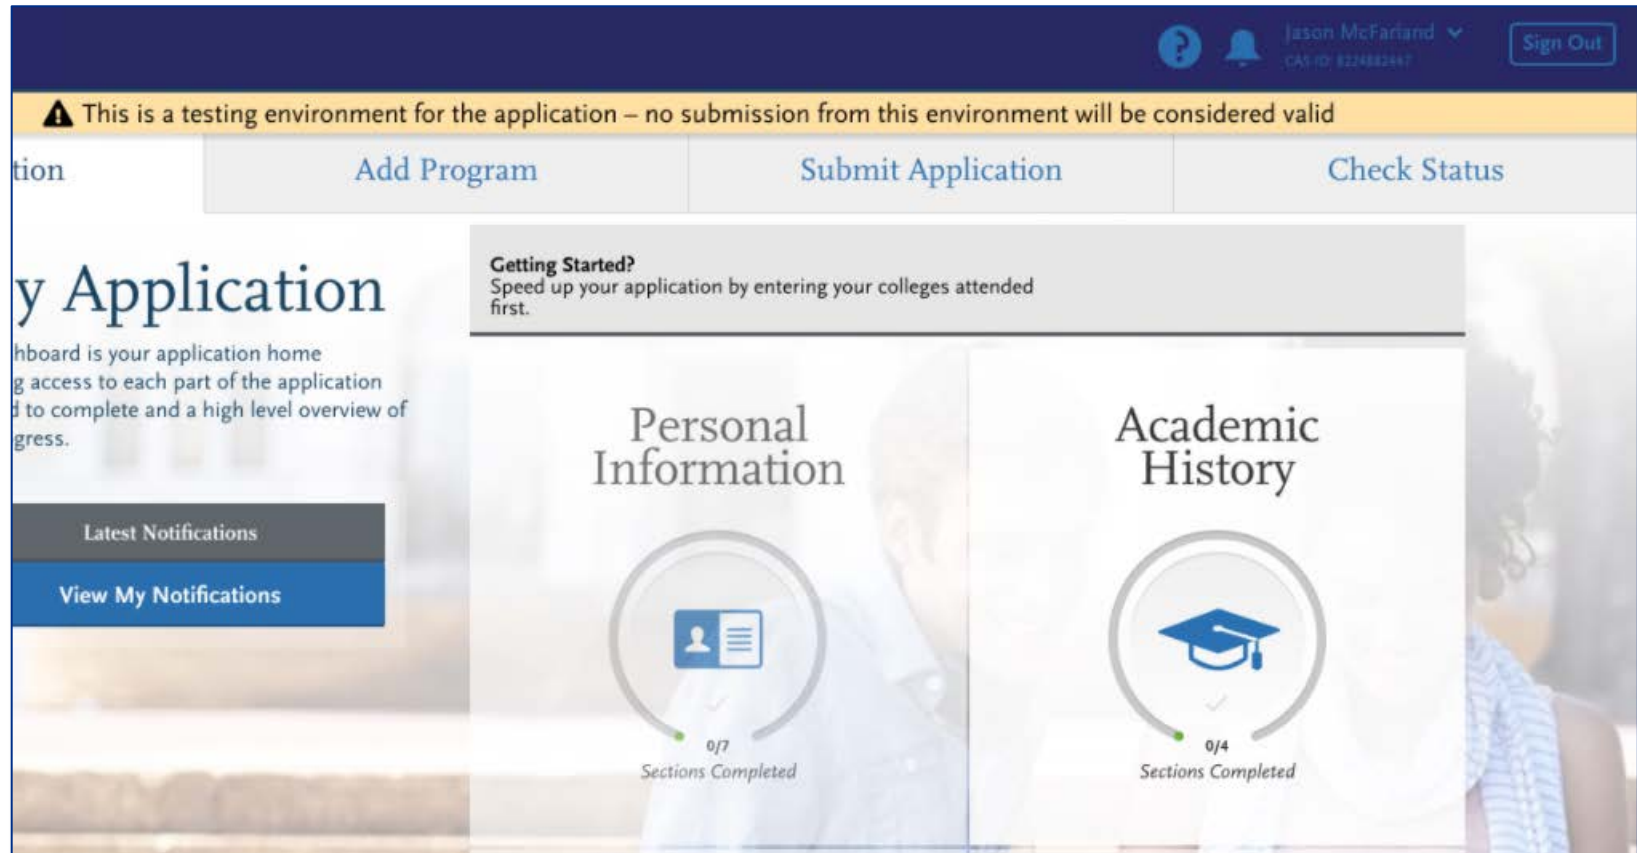 Jason McFarland
CAS ID: 8224882447
Sign Out
This is a testing environment for the application – no submission from this environment will be considered valid
tion
Add Program
Submit Application
Check Status
y Application
hboard is your application home
g access to each part of the application
d to complete and a high level overview of
gress.
Latest Notifications
View My Notifications
Getting Started?
Speed up your application by entering your colleges attended
first.
Personal
Information
0/7
Sections Completed
Academic
History
0/4
Sections Completed